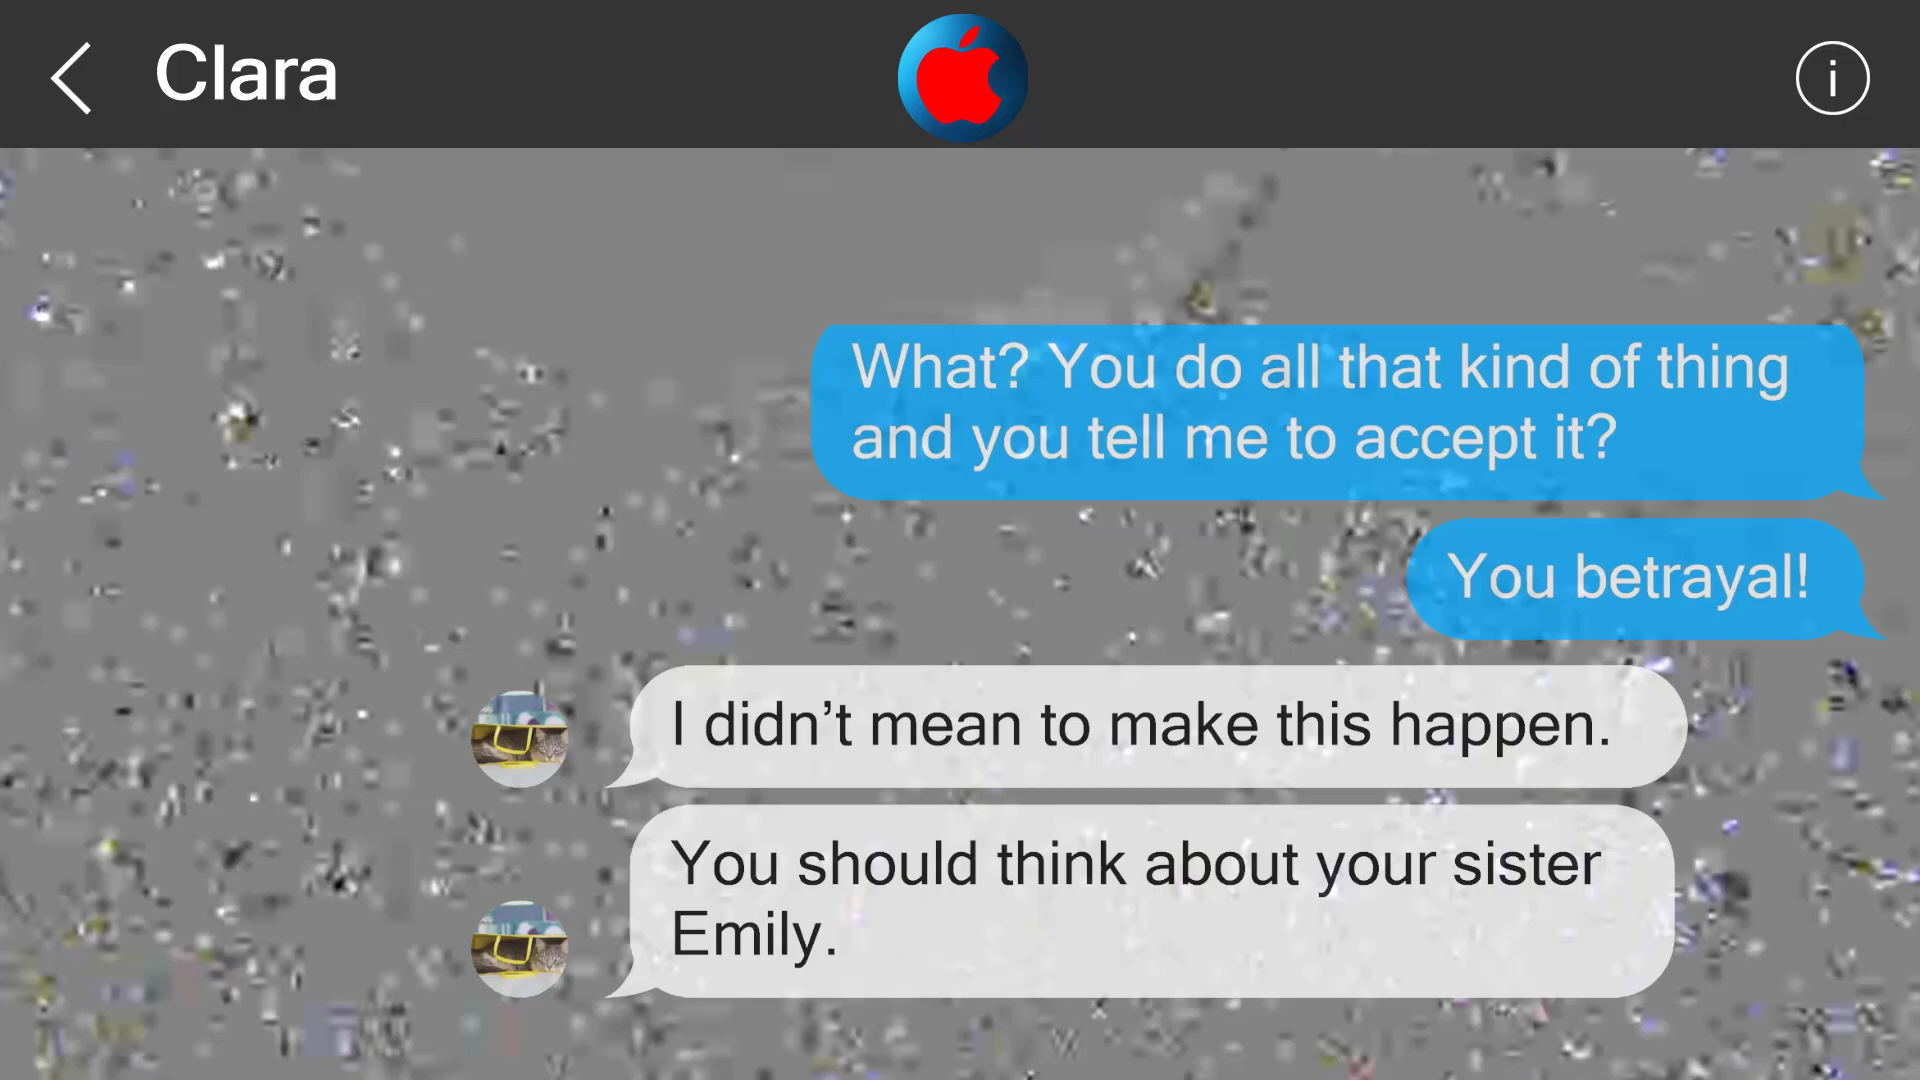 Clara
What? You do all that kind of thing
and you tell me to accept it?
You betrayal!
I didn’t mean to make this happen.
You should think about your sister
Emily.